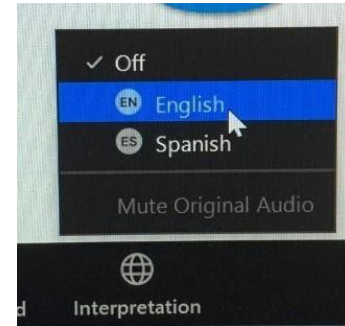 Off
EN English
ES Spanish
Mute Original Audio
Interpretation